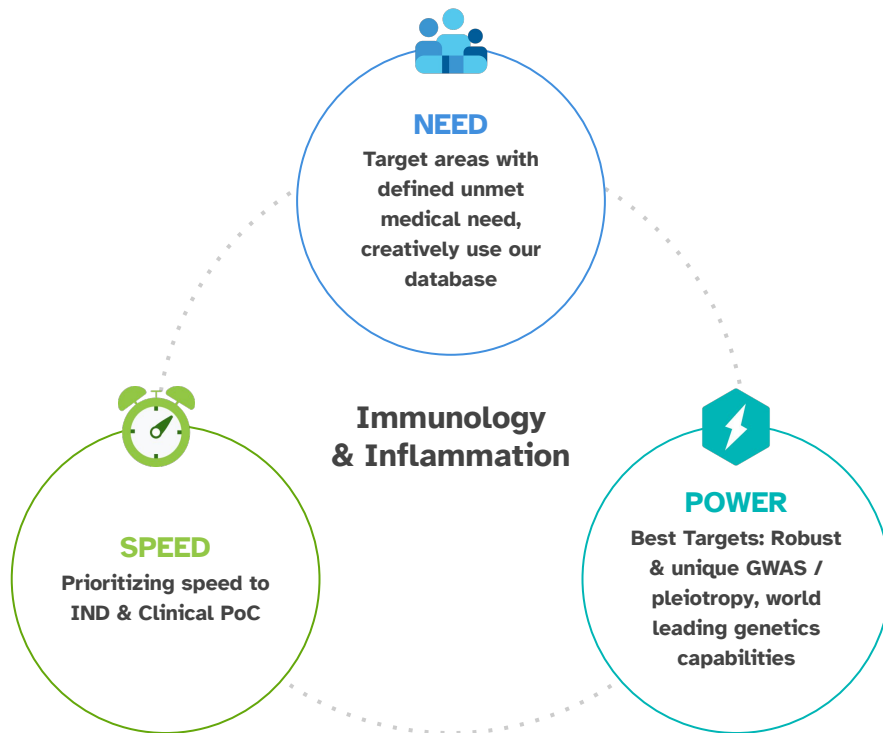 NEED
Target areas with
defined unmet
medical need,
creatively use our
database
Immunology
& Inflammation
SPEED
Prioritizing speed to
IND & Clinical PoC
POWER
Best Targets: Robust
& unique GWAS /
pleiotropy, world
leading genetics
capabilities